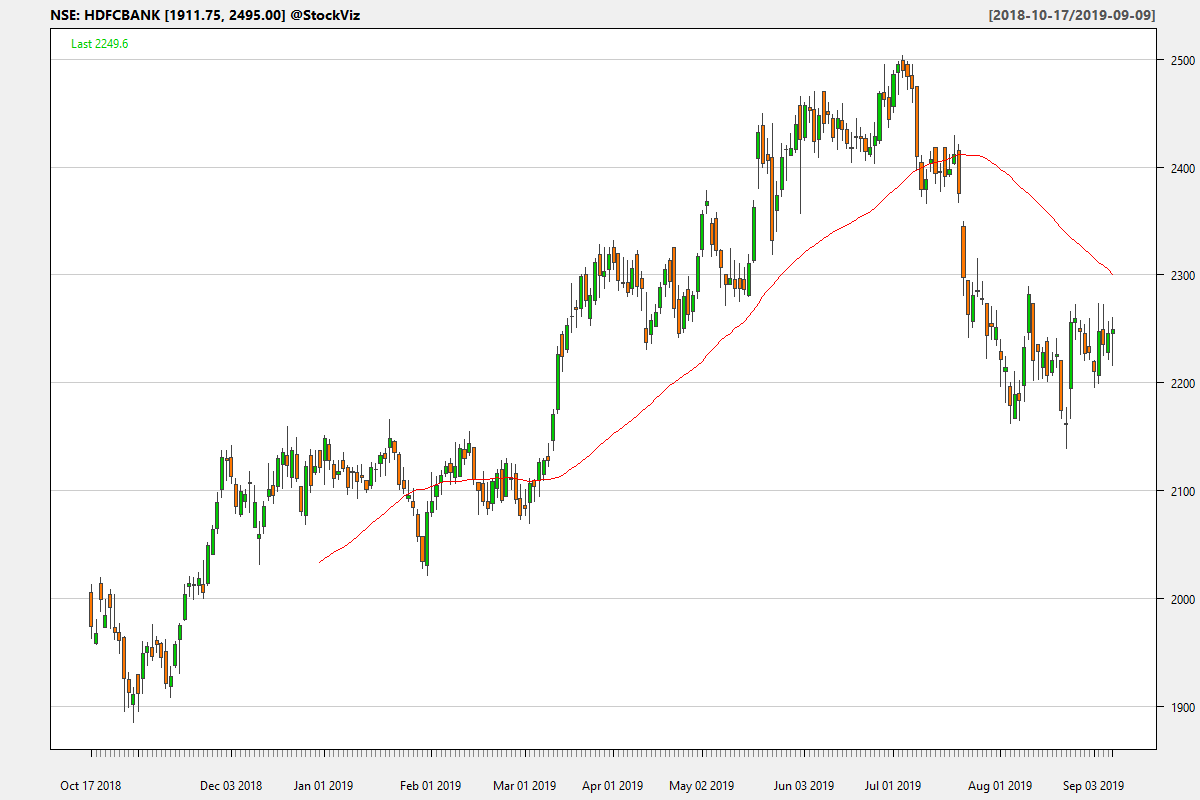 NSE: HDFCBANK [1911.75, 2495.00] @StockViz
[2018-10-17/2019-09-09]
Last 2249.6
2500
2400
2300
2200
2100
2000
1900
Oct 17 2018
Dec 03 2018
Jan 01 2019
Feb 01 2019
Mar 01 2019
Apr 01 2019
May 02 2019
Jun 03 2019
Jul 01 2019
Aug 01 2019
Sep 03 2019